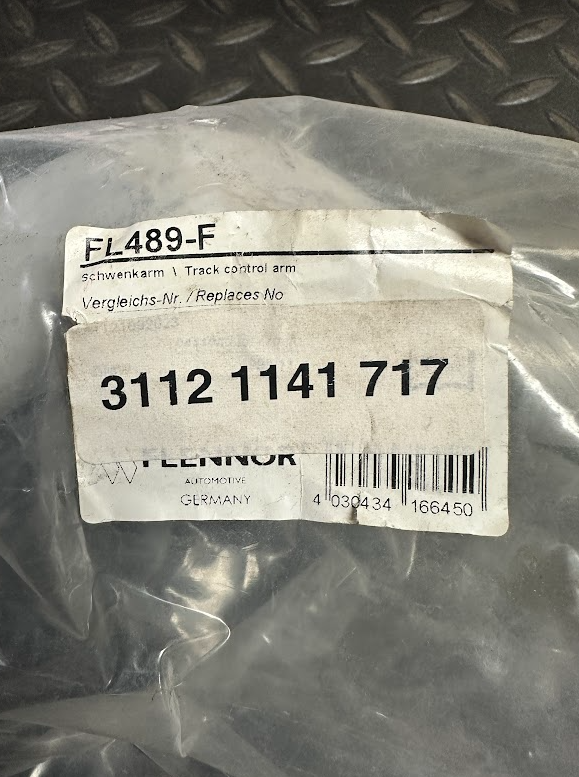 FL489-F
Schwenkarm \ Track control arm
Vergleichs-Nr. / Replaces No
3112 1141 717
FLENNOR
AUTOMOTIVE
GERMANY
4 030434 166450